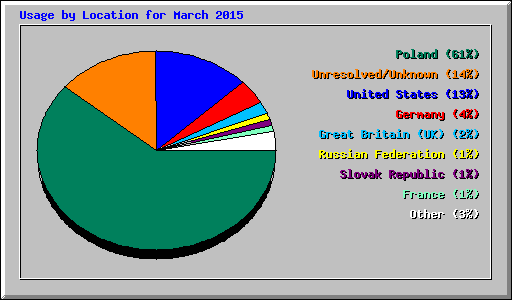 Usage by Location for March 2015
Poland (61%)
Unresolved/Unknown (14%)
United States (13%)
Germany (4%)
Great Britain (UK) (2%)
Russian Federation (1%)
Slovak Republic (1%)
France (1%)
Other (3%)